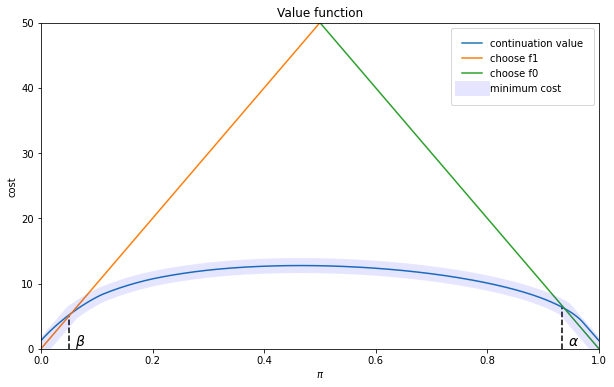 Value function
50
40
30
20
10
0
cost
continuation value
choose f1
choose f0
minimum cost
β
α
0.0 0.2 0.4 0.6 0.8 1.0
π